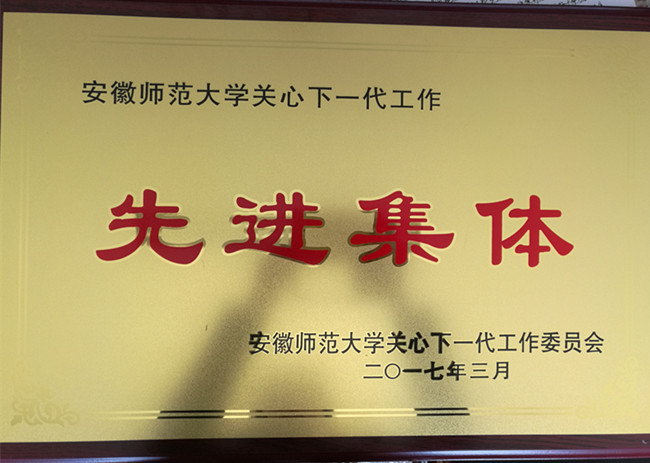 安徽师范大学关心下一代工作
先进集体
安徽师范大学关心下一代工作委员会
二〇一七年三月